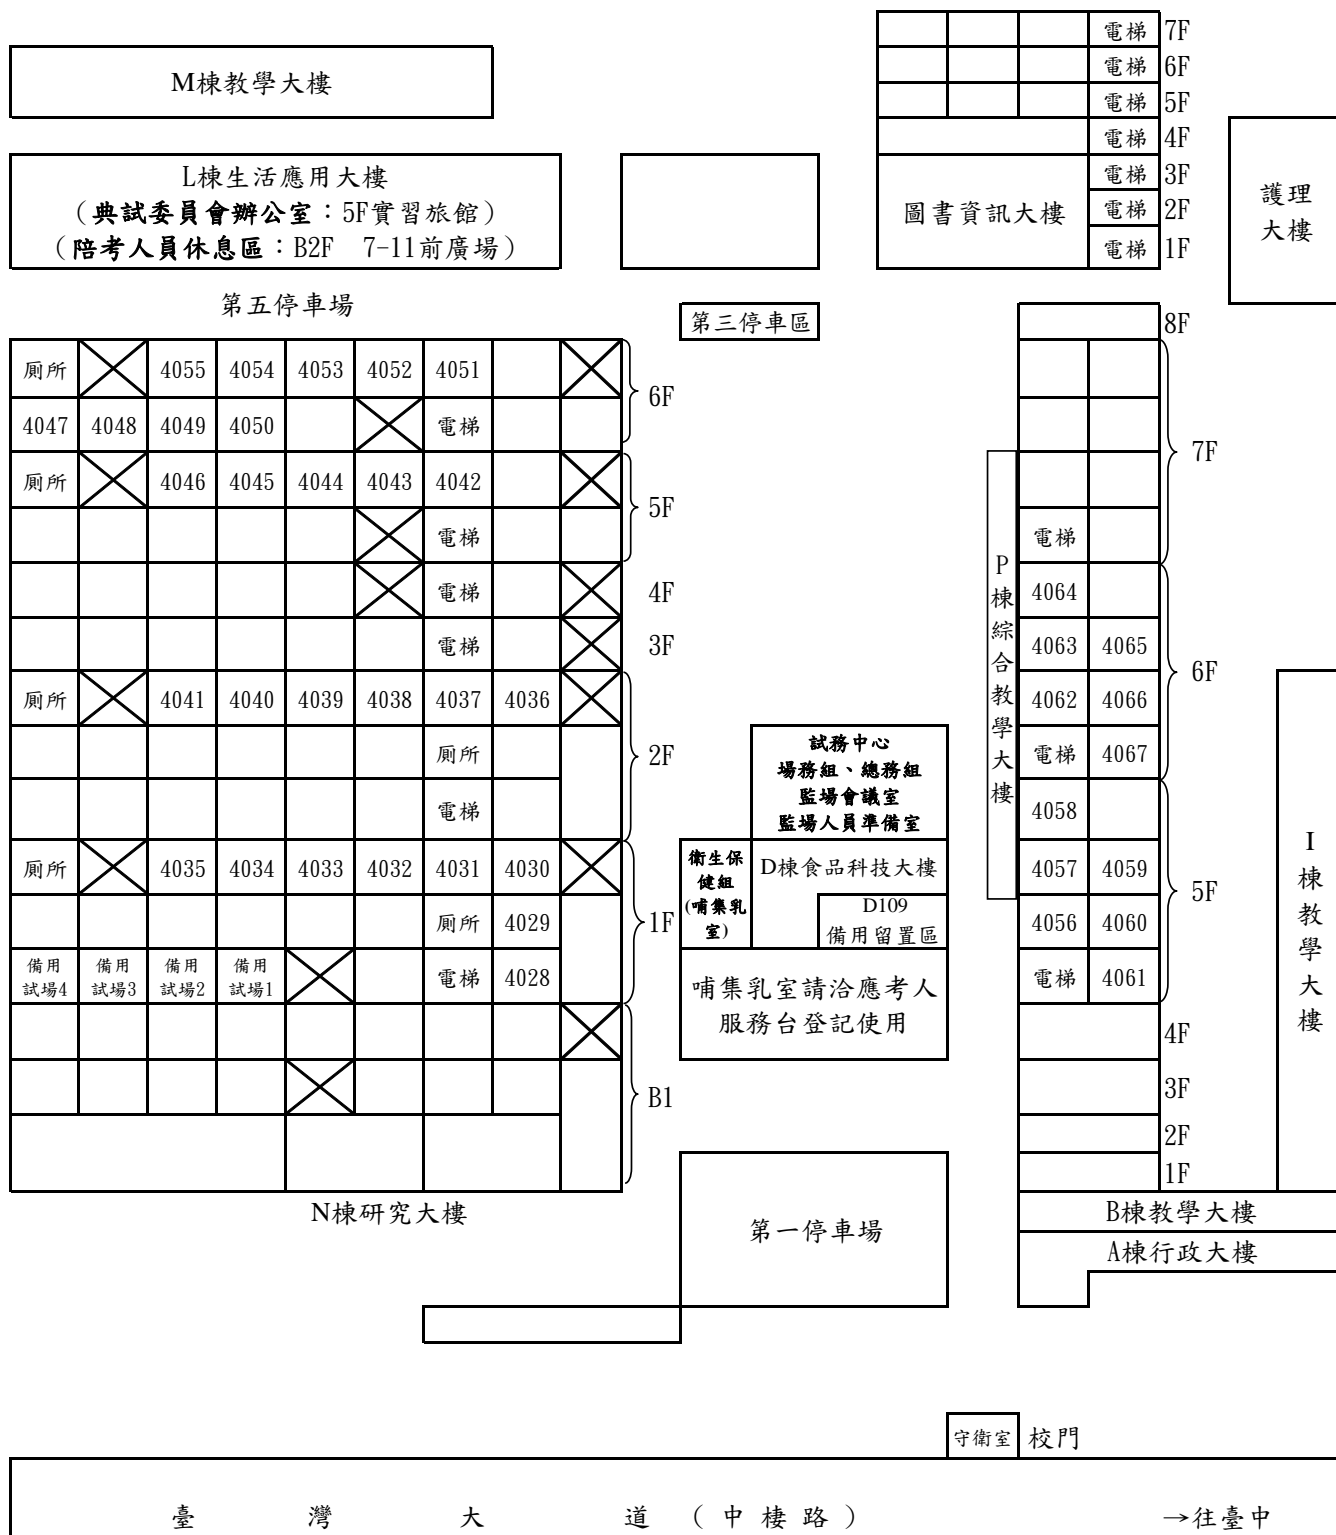 電梯 7F
電梯 6F
電梯 5F
電梯 4F
電梯 3F
電梯 2F
電梯 1F
圖書資訊大樓
護理
大樓
M棟教學大樓
L棟生活應用大樓
（典試委員會辦公室：5F實習旅館）
（陪考人員休息區：B2F 7-11前廣場）
第五停車場
第三停車區
廁所 4055 4054 4053 4052 4051
6F
4047 4048 4049 4050 電梯
廁所 4046 4045 4044 4043 4042
5F
電梯
電梯 4F
電梯 3F
廁所 4041 4040 4039 4038 4037 4036
廁所
2F
電梯
廁所 4035 4034 4033 4032 4031 4030
廁所 4029
1F
備用 備用 備用 備用
試場4 試場3 試場2 試場1
電梯 4028
B1
N棟研究大樓
試務中心
場務組、總務組
監場會議室
監場人員準備室
衛生保
健組
(哺集乳
室)
D棟食品科技大樓
D109
備用留置區
哺集乳室請洽應考人
服務台登記使用
第一停車場
8F
7F
電梯
P棟綜合教學大樓
4064
4063 4065
6F
4062 4066
電梯 4067
4058
4057 4059
5F
4056 4060
電梯 4061
4F
3F
2F
1F
I棟教學大樓
B棟教學大樓
A棟行政大樓
守衛室 校門
臺灣大道（中棲路） →往臺中